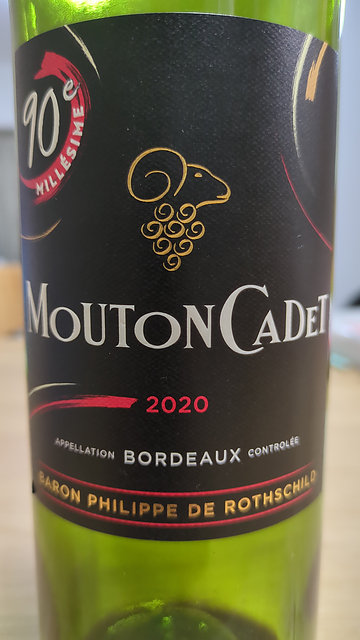 90e
MILLÉSIME
MOUTON CADET
2020
APPELLATION BORDEAUX CONTROLÉE
BARON PHILIPPE DE ROTHSCHILD